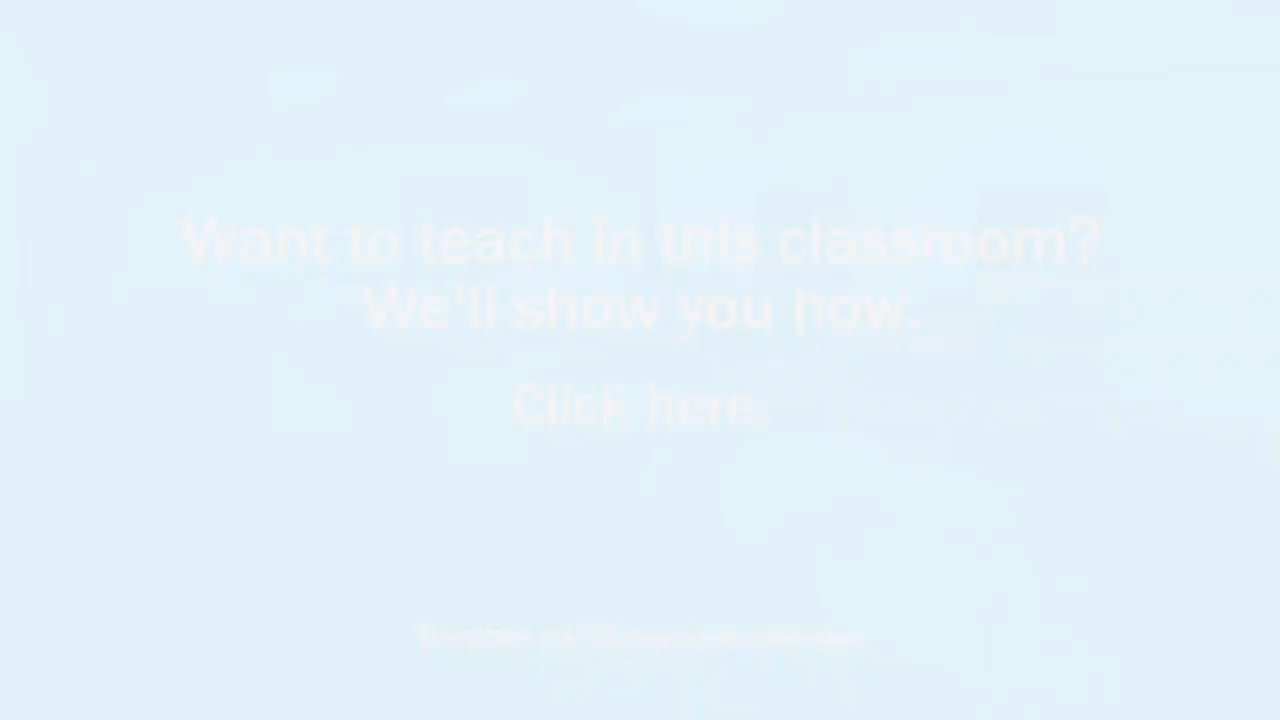 Want to teach in this classroom?
We'll show you how.
Click here.